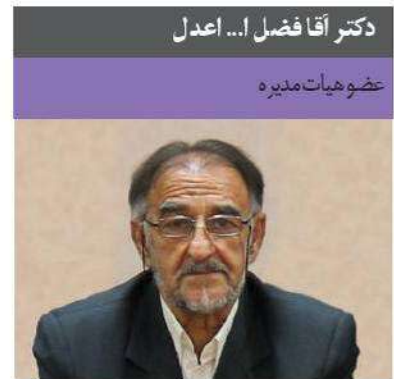 دکتر آقا فضل ا... اعدل
عضو هیات مدیره